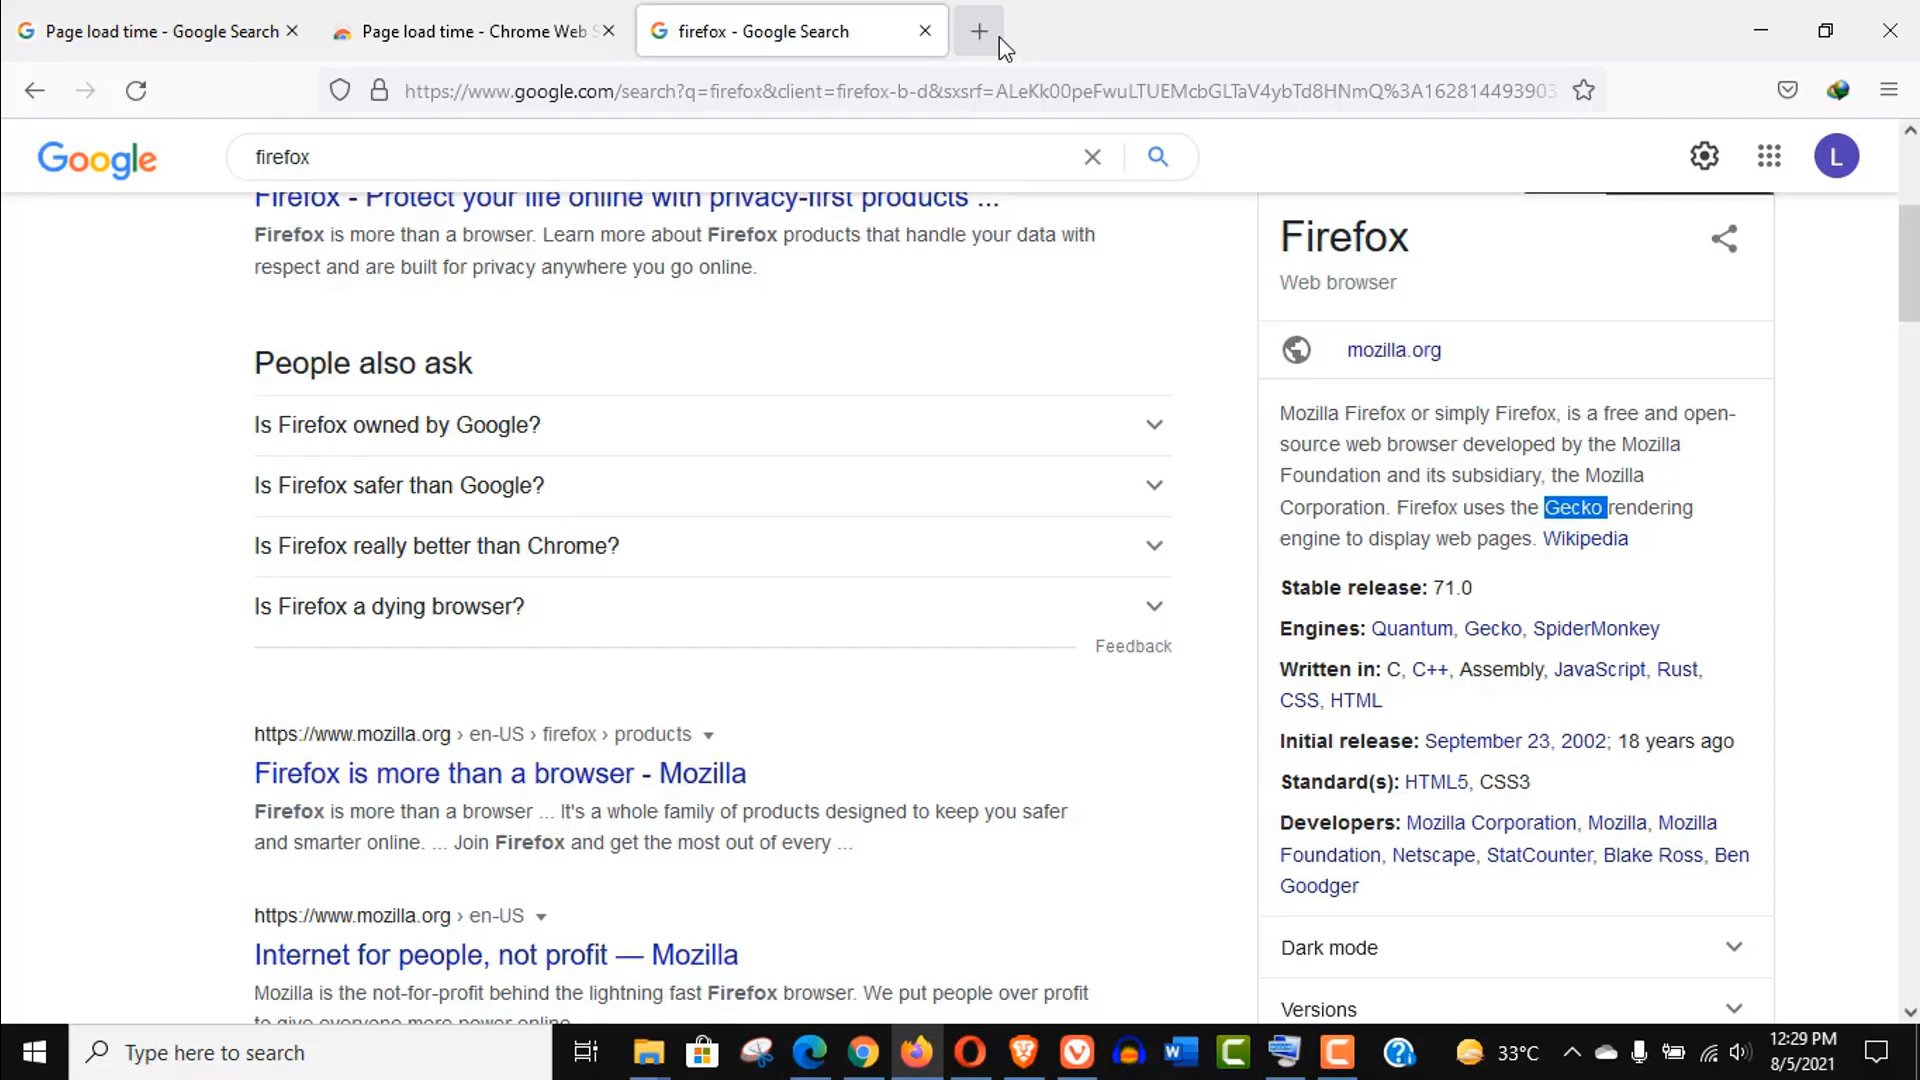 Page load time - Google Search
Page load time - Chrome Web S
firefox - Google Search
https://www.google.com/search?q=firefox&client=firefox-b-d&sxsrf=ALeKk00peFwuLTUEMcbGLTaV4ybTd8HNmQ%3A162814493903
Google
firefox
L
Firefox - Protect your life online with privacy-first products ...
Firefox is more than a browser. Learn more about Firefox products that handle your data with
respect and are built for privacy anywhere you go online.
People also ask
Is Firefox owned by Google?
Is Firefox safer than Google?
Is Firefox really better than Chrome?
Is Firefox a dying browser?
Feedback
https://www.mozilla.org › en-US › firefox › products
Firefox is more than a browser - Mozilla
Firefox is more than a browser ... It's a whole family of products designed to keep you safer
and smarter online. ... Join Firefox and get the most out of every ...
https://www.mozilla.org › en-US
Internet for people, not profit — Mozilla
Mozilla is the not-for-profit behind the lightning fast Firefox browser. We put people over profit
to give everyone more power online.
Firefox
Web browser
mozilla.org
Mozilla Firefox or simply Firefox, is a free and open-
source web browser developed by the Mozilla
Foundation and its subsidiary, the Mozilla
Corporation. Firefox uses the Gecko rendering
engine to display web pages. Wikipedia
Stable release: 71.0
Engines: Quantum, Gecko, SpiderMonkey
Written in: C, C++, Assembly, JavaScript, Rust,
CSS, HTML
Initial release: September 23, 2002; 18 years ago
Standard(s): HTML5, CSS3
Developers: Mozilla Corporation, Mozilla, Mozilla
Foundation, Netscape, StatCounter, Blake Ross, Ben
Goodger
Dark mode
Versions
Type here to search
33°C
12:29 PM
8/5/2021